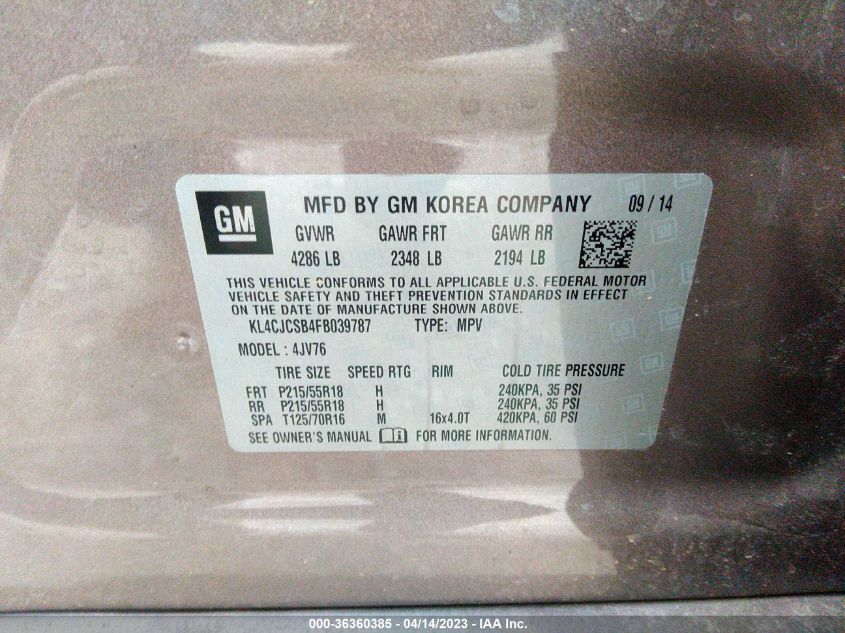 GM
MFD BY GM KOREA COMPANY 09 / 14
GVWR GAWR FRT GAWR RR
4286 LB 2348 LB 2194 LB
THIS VEHICLE CONFORMS TO ALL APPLICABLE U.S. FEDERAL MOTOR
VEHICLE SAFETY AND THEFT PREVENTION STANDARDS IN EFFECT
ON THE DATE OF MANUFACTURE SHOWN ABOVE.
KL4CJCSB4FB039787 TYPE: MPV
MODEL : 4JV76
TIRE SIZE SPEED RTG RIM COLD TIRE PRESSURE
FRT P215/55R18 H 240KPA, 35 PSI
RR P215/55R18 H 240KPA, 35 PSI
SPA T125/70R16 M 16x4.0T 420KPA, 60 PSI
SEE OWNER'S MANUAL FOR MORE INFORMATION.
000-36360385 - 04/14/2023 - IAA Inc.